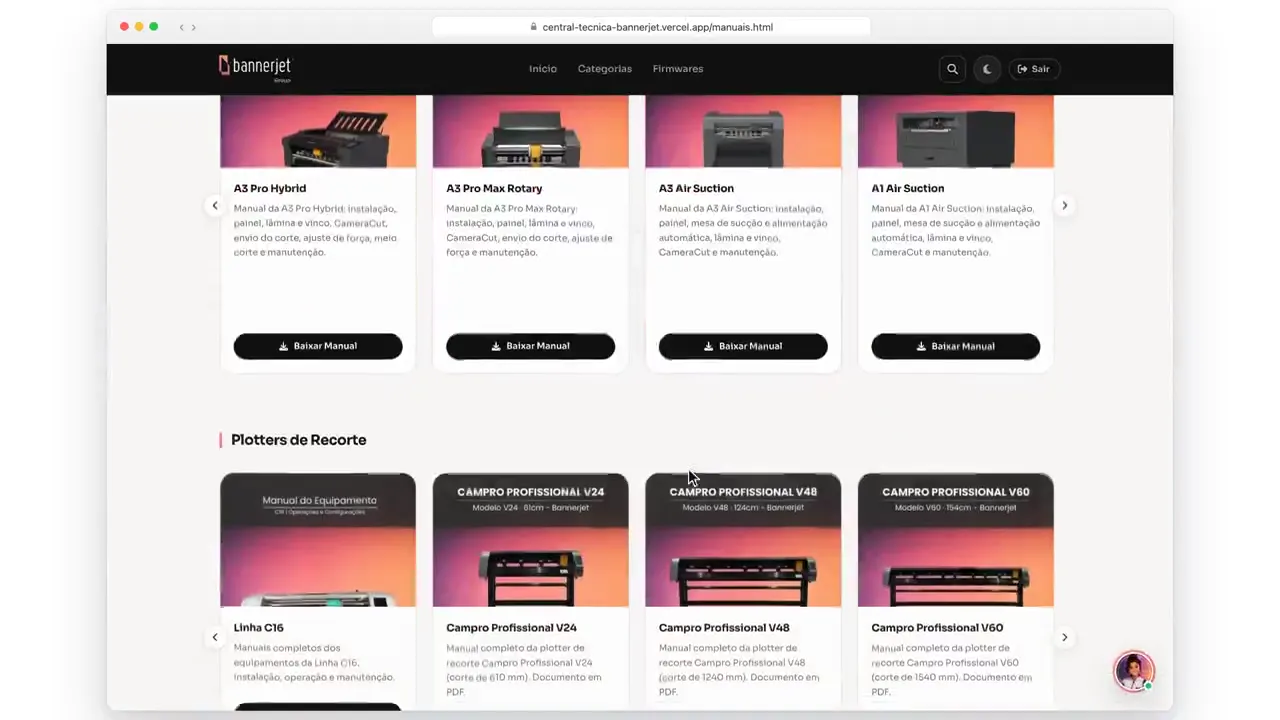 central-tecnica-bannerjet.vercel.app/manuais.html
bannerjet
Group
Início
Categorias
Firmwares
Sair
A3 Pro Hybrid
Manual da A3 Pro Hybrid: instalação,
painel, lâmina e vinco, CameraCut,
envio do corte, ajuste de força, meio
corte e manutenção.
Baixar Manual
A3 Pro Max Rotary
Manual da A3 Pro Max Rotary:
instalação, painel, lâmina e vinco,
CameraCut, envio do corte, ajuste de
força e manutenção.
Baixar Manual
A3 Air Suction
Manual da A3 Air Suction: instalação,
painel, mesa de sucção e alimentação
automática, lâmina e vinco,
CameraCut e manutenção.
Baixar Manual
A1 Air Suction
Manual da A1 Air Suction: instalação,
painel, mesa de sucção e alimentação
automática, lâmina e vinco,
CameraCut e manutenção.
Baixar Manual
Plotters de Recorte
Manual do Equipamento
C16 | Operações e Configurações
Linha C16
Manuais completos dos
equipamentos da Linha C16.
Instalação, operação e manutenção.
CAMPRO PROFISSIONAL V24
Modelo V24 · 61cm - Bannerjet
Campro Profissional V24
Manual completo da plotter de
recorte Campro Profissional V24
(corte de 610 mm). Documento em
PDF.
CAMPRO PROFISSIONAL V48
Modelo V48 · 124cm - Bannerjet
Campro Profissional V48
Manual completo da plotter de
recorte Campro Profissional V48
(corte de 1240 mm). Documento em
PDF.
CAMPRO PROFISSIONAL V60
Modelo V60 · 154cm - Bannerjet
Campro Profissional V60
Manual completo da plotter de
recorte Campro Profissional V60
(corte de 1540 mm). Documento em
PDF.